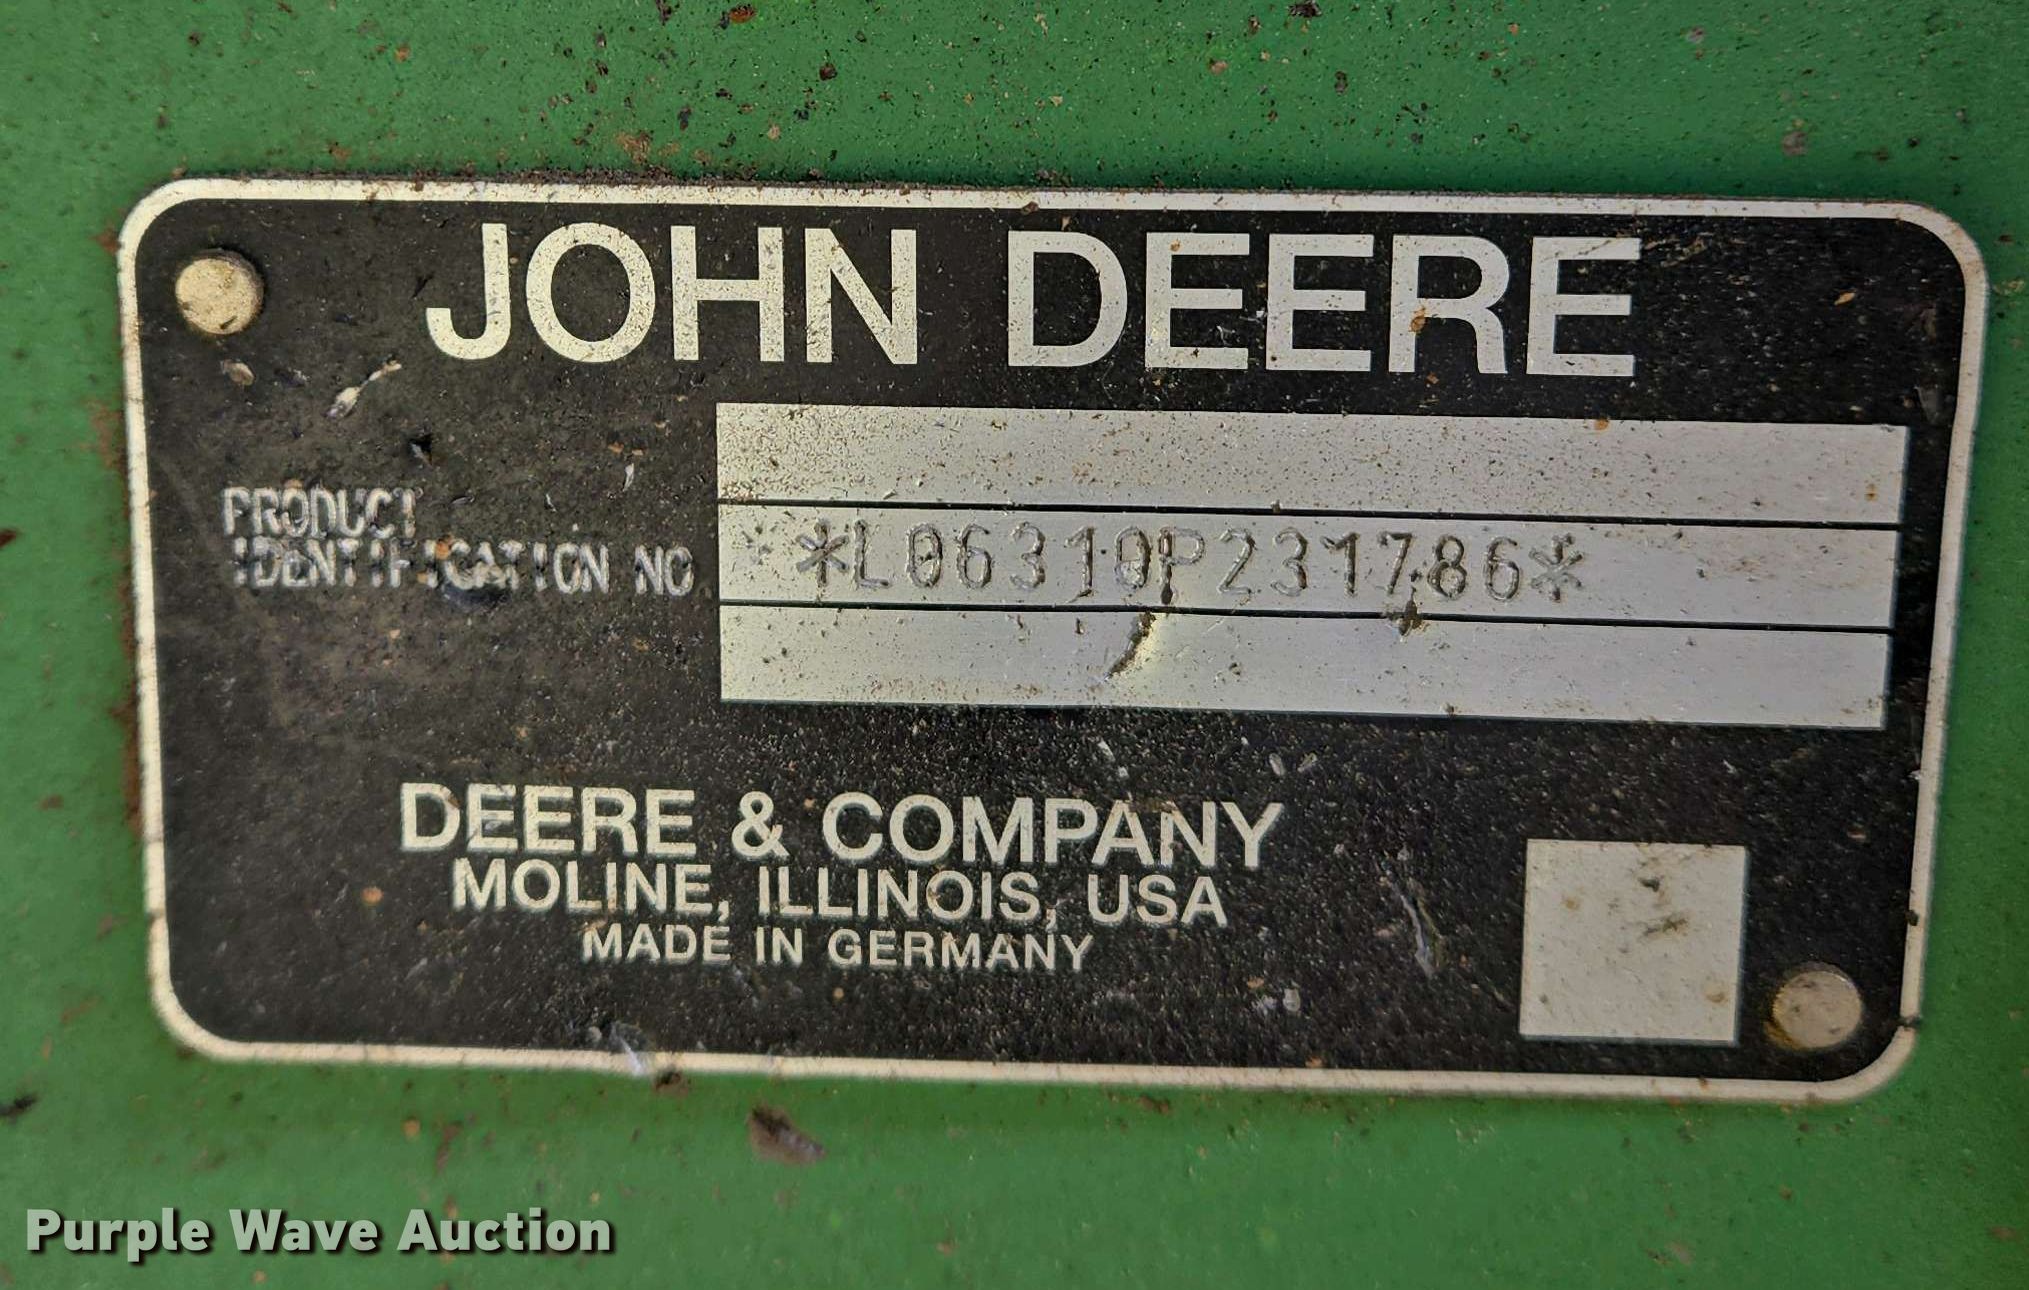 JOHN DEERE
PRODUCT
IDENTIFICATION NO
**L06310P231786*
DEERE & COMPANY
MOLINE, ILLINOIS, USA
MADE IN GERMANY
Purple Wave Auction